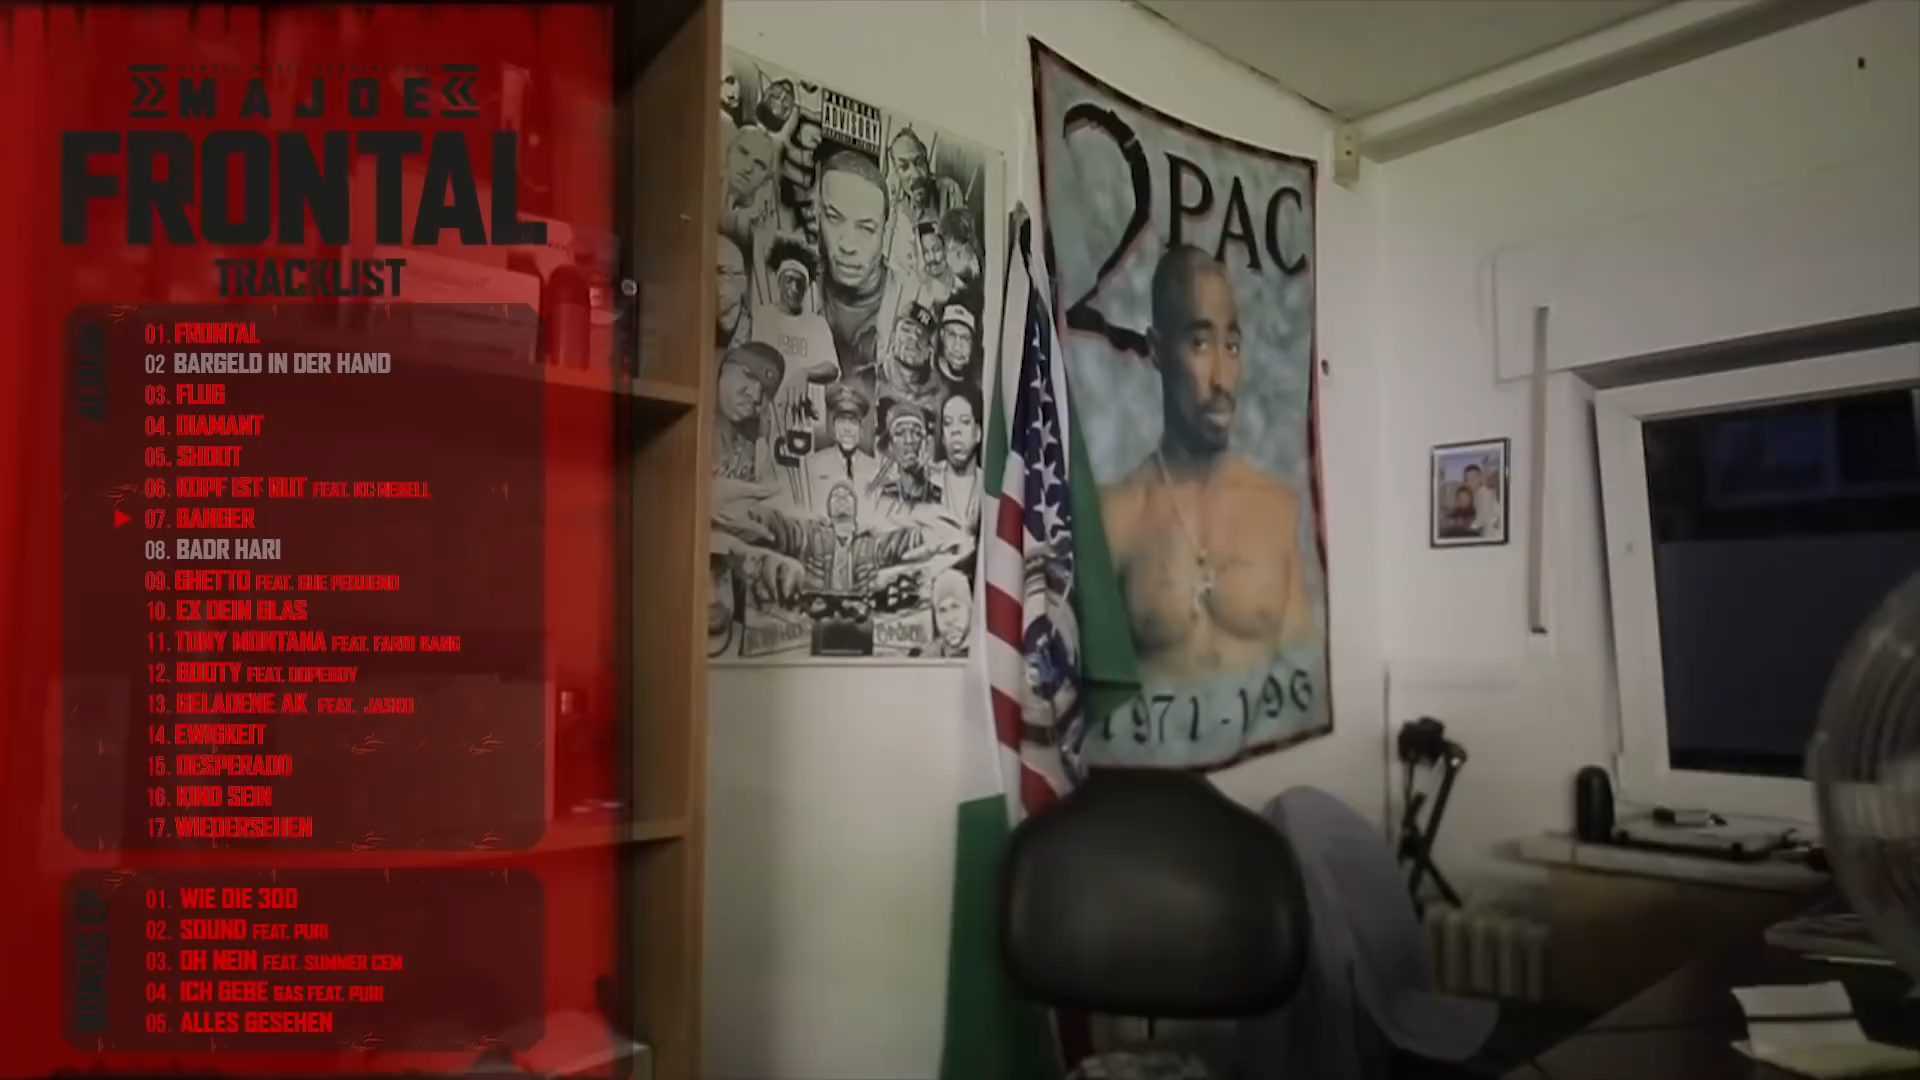 MAJOE
FRONTAL
TRACKLIST
ALBUM
01. FRONTAL
02 BARGELD IN DER HAND
03. FLUG
04. DIAMANT
05. SHOOT
06. KOPF IST GUT FEAT. KC REBELL
07. BANGER
08. BADR HARI
09. GHETTO FEAT. GUE PEQUENO
10. EX DEIN GLAS
11. TONY MONTANA FEAT. FARID BANG
12. BOOTY FEAT. DOPEBOY
13. GELADENE AK FEAT. JASKO
14. EWIGKEIT
15. DESPERADO
16. KIND SEIN
17. WIEDERSEHEN
BONUS EP
01. WIE DIE 300
02. SOUND FEAT. PURI
03. OH NEIN FEAT. SUMMER CEM
04. ICH GEBE GAS FEAT. PURI
05. ALLES GESEHEN
PARENTAL
ADVISORY
2PAC
1971-196